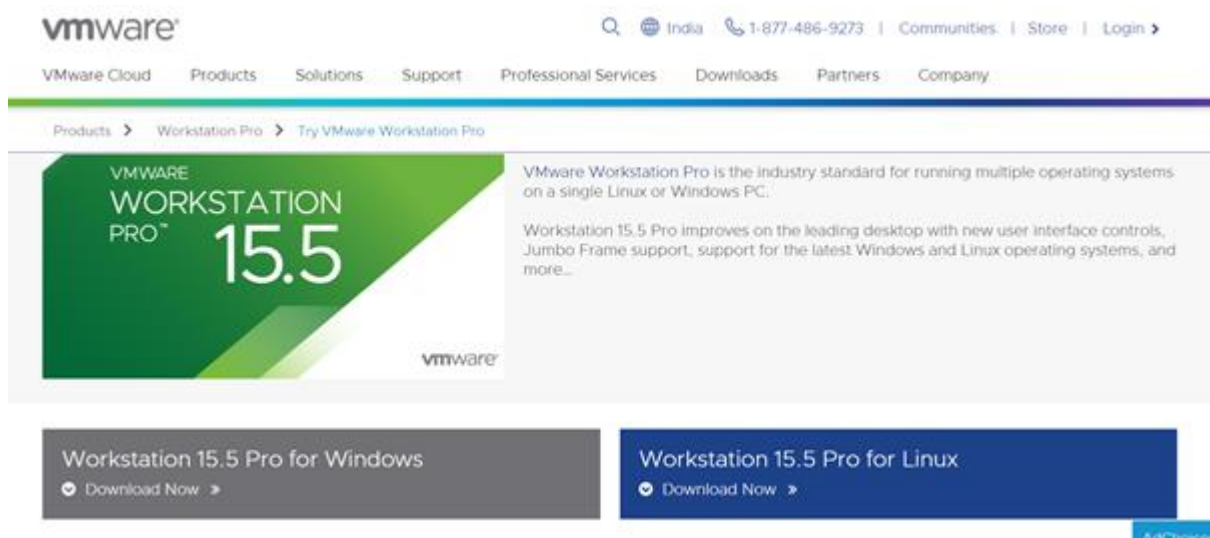 vmware®
India 1-877-486-9273 | Communities | Store | Login
VMware Cloud Products Solutions Support Professional Services Downloads Partners Company
Products Workstation Pro Try VMware Workstation Pro
VMWARE
WORKSTATION
PRO™ 15.5
vmware®
VMware Workstation Pro is the industry standard for running multiple operating systems
on a single Linux or Windows PC.
Workstation 15.5 Pro improves on the leading desktop with new user interface controls,
Jumbo Frame support, support for the latest Windows and Linux operating systems, and
more...
Workstation 15.5 Pro for Windows
Download Now »
Workstation 15.5 Pro for Linux
Download Now »